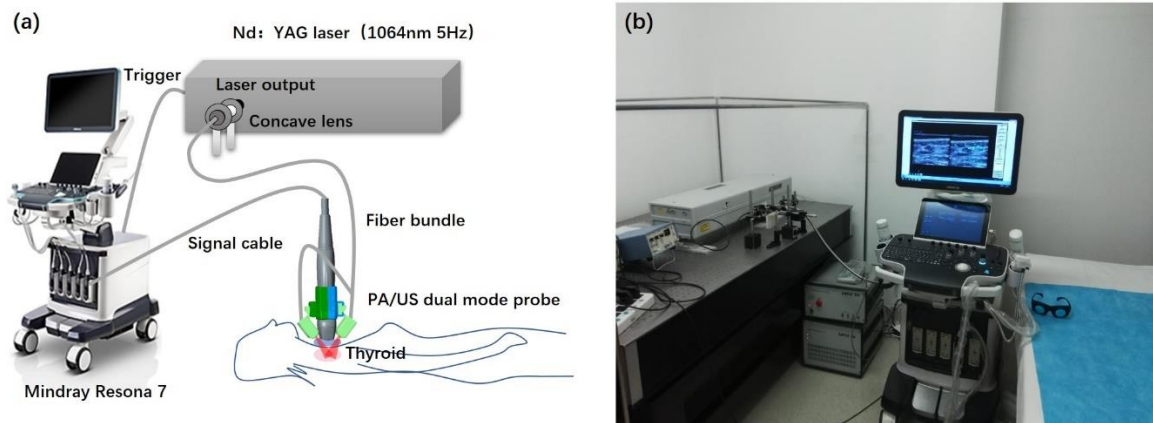 (a)
Nd：YAG laser（1064nm 5Hz）
Trigger
Laser output
Concave lens
Fiber bundle
Signal cable
PA/US dual mode probe
Thyroid
Mindray Resona 7
(b)